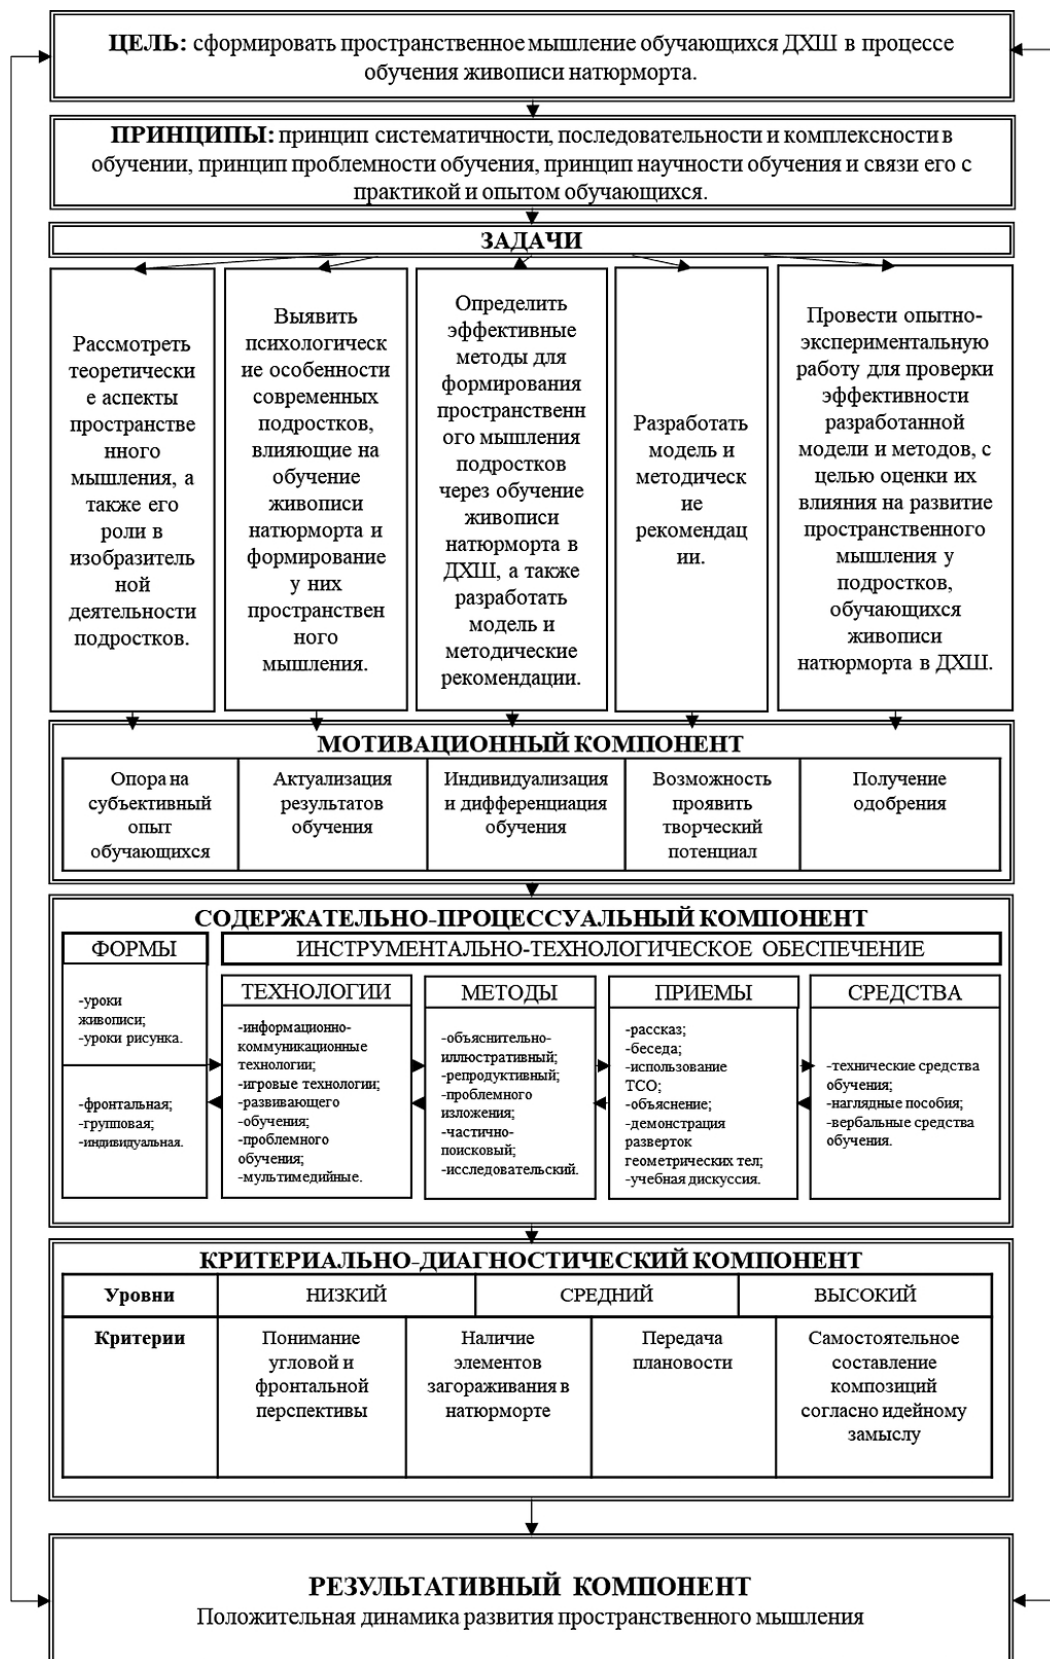 ЦЕЛЬ: сформировать пространственное мышление обучающихся ДХШ в процессе
обучения живописи натюрморта.
ПРИНЦИПЫ: принцип систематичности, последовательности и комплексности в
обучении, принцип проблемности обучения, принцип научности обучения и связи его с
практикой и опытом обучающихся.
ЗАДАЧИ
Рассмотреть
теоретически
е аспекты
пространстве
нного
мышления, а
также его
роли в
изобразитель
ной
деятельности
подростков.
Выявить
психологическ
ие особенности
современных
подростков,
влияющие на
обучение
живописи
натюрморта и
формирование
у них
пространствен
ного
мышления.
Определить
эффективные
методы для
формирования
пространственн
ого мышления
подростков
через обучение
живописи
натюрморта в
ДХШ, а также
разработать
модель и
методические
рекомендации.
Разработать
модель и
методическ
ие
рекомендац
ии.
Провести опытно-
экспериментальную
работу для проверки
эффективности
разработанной
модели и методов, с
целью оценки их
влияния на развитие
пространственного
мышления у
подростков,
обучающихся
живописи
натюрморта в ДХШ.
МОТИВАЦИОННЫЙ КОМПОНЕНТ
Опора на
субъективный
опыт
обучающихся
Актуализация
результатов
обучения
Индивидуализация
и дифференциация
обучения
Возможность
проявить
творческий
потенциал
Получение
одобрения
СОДЕРЖАТЕЛЬНО-ПРОЦЕССУАЛЬНЫЙ КОМПОНЕНТ
ФОРМЫ
-уроки
живописи;
-уроки рисунка.
-фронтальная;
-групповая;
-индивидуальная.
ИНСТРУМЕНТАЛЬНО-ТЕХНОЛОГИЧЕСКОЕ ОБЕСПЕЧЕНИЕ
ТЕХНОЛОГИИ
-информационно-
коммуникационные
технологии;
-игровые технологии;
-развивающего
обучения;
-проблемного
обучения;
-мультимедийные.
МЕТОДЫ
-объяснительно-
иллюстративный;
-репродуктивный;
-проблемного
изложения;
-частично-
поисковый;
-исследовательский.
ПРИЕМЫ
-рассказ;
-беседа;
-использование
ТСО;
-объяснение;
-демонстрация
разверток
геометрических тел;
-учебная дискуссия.
СРЕДСТВА
-технические средства
обучения;
-наглядные пособия;
-вербальные средства
обучения.
КРИТЕРИАЛЬНО-ДИАГНОСТИЧЕСКИЙ КОМПОНЕНТ
Уровни
НИЗКИЙ
СРЕДНИЙ
ВЫСОКИЙ
Критерии
Понимание
угловой и
фронтальной
перспективы
Наличие
элементов
загораживания в
натюрморте
Передача
плановости
Самостоятельное
составление
композиций
согласно идейному
замыслу
РЕЗУЛЬТАТИВНЫЙ КОМПОНЕНТ
Положительная динамика развития пространственного мышления